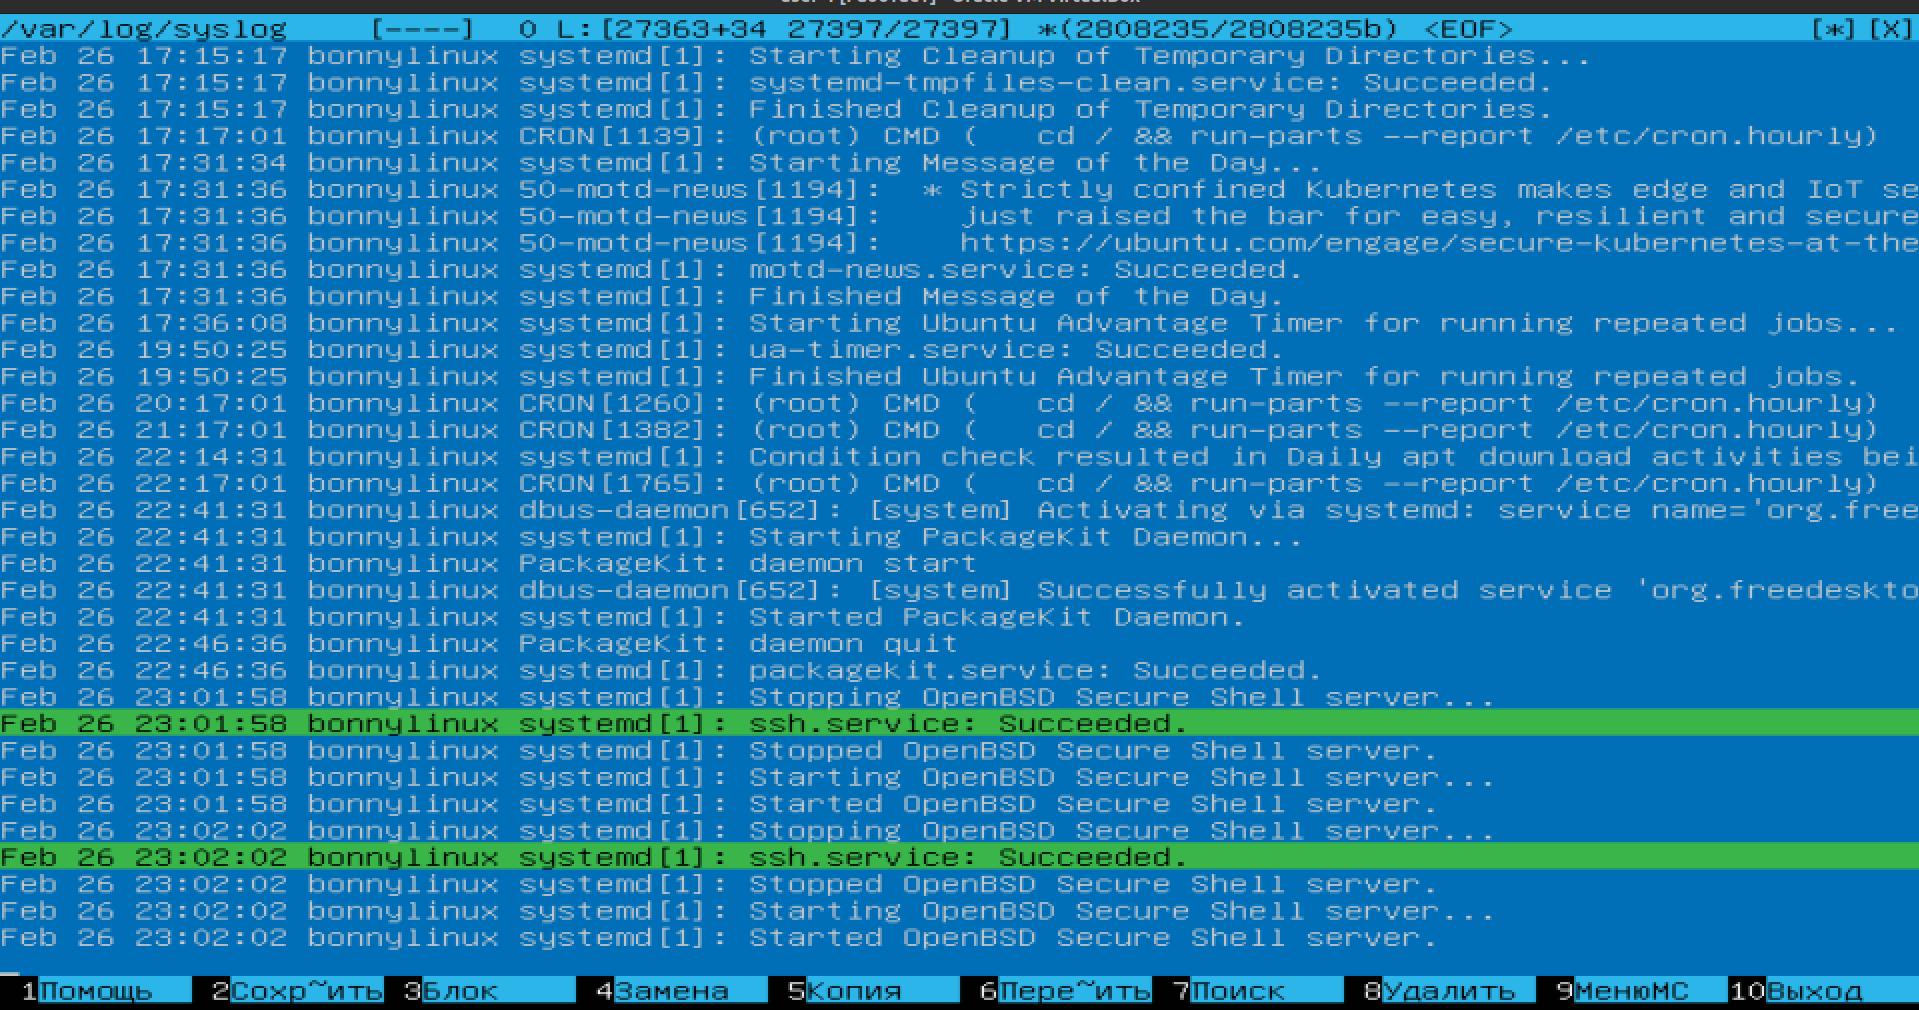 /var/log/syslog [----] 0 L:[27363+34 27397/27397] *(2808235/2808235b) <EOF> [*][X]
Feb 26 17:15:17 bonnylinux systemd[1]: Starting Cleanup of Temporary Directories...
Feb 26 17:15:17 bonnylinux systemd[1]: systemd-tmpfiles-clean.service: Succeeded.
Feb 26 17:15:17 bonnylinux systemd[1]: Finished Cleanup of Temporary Directories.
Feb 26 17:17:01 bonnylinux CRON[1139]: (root) CMD ( cd / && run-parts --report /etc/cron.hourly)
Feb 26 17:31:34 bonnylinux systemd[1]: Starting Message of the Day...
Feb 26 17:31:36 bonnylinux 50-motd-news[1194]: * Strictly confined Kubernetes makes edge and IoT se
Feb 26 17:31:36 bonnylinux 50-motd-news[1194]: just raised the bar for easy, resilient and secure
Feb 26 17:31:36 bonnylinux 50-motd-news[1194]: https://ubuntu.com/engage/secure-kubernetes-at-the
Feb 26 17:31:36 bonnylinux systemd[1]: motd-news.service: Succeeded.
Feb 26 17:31:36 bonnylinux systemd[1]: Finished Message of the Day.
Feb 26 17:36:08 bonnylinux systemd[1]: Starting Ubuntu Advantage Timer for running repeated jobs...
Feb 26 19:50:25 bonnylinux systemd[1]: ua-timer.service: Succeeded.
Feb 26 19:50:25 bonnylinux systemd[1]: Finished Ubuntu Advantage Timer for running repeated jobs.
Feb 26 20:17:01 bonnylinux CRON[1260]: (root) CMD ( cd / && run-parts --report /etc/cron.hourly)
Feb 26 21:17:01 bonnylinux CRON[1382]: (root) CMD ( cd / && run-parts --report /etc/cron.hourly)
Feb 26 22:14:31 bonnylinux systemd[1]: Condition check resulted in Daily apt download activities bei
Feb 26 22:17:01 bonnylinux CRON[1765]: (root) CMD ( cd / && run-parts --report /etc/cron.hourly)
Feb 26 22:41:31 bonnylinux dbus-daemon[652]: [system] Activating via systemd: service name='org.free
Feb 26 22:41:31 bonnylinux systemd[1]: Starting PackageKit Daemon...
Feb 26 22:41:31 bonnylinux PackageKit: daemon start
Feb 26 22:41:31 bonnylinux dbus-daemon[652]: [system] Successfully activated service 'org.freedeskto
Feb 26 22:41:31 bonnylinux systemd[1]: Started PackageKit Daemon.
Feb 26 22:46:36 bonnylinux PackageKit: daemon quit
Feb 26 22:46:36 bonnylinux systemd[1]: packagekit.service: Succeeded.
Feb 26 23:01:58 bonnylinux systemd[1]: Stopping OpenBSD Secure Shell server...
Feb 26 23:01:58 bonnylinux systemd[1]: ssh.service: Succeeded.
Feb 26 23:01:58 bonnylinux systemd[1]: Stopped OpenBSD Secure Shell server.
Feb 26 23:01:58 bonnylinux systemd[1]: Starting OpenBSD Secure Shell server...
Feb 26 23:01:58 bonnylinux systemd[1]: Started OpenBSD Secure Shell server.
Feb 26 23:02:02 bonnylinux systemd[1]: Stopping OpenBSD Secure Shell server...
Feb 26 23:02:02 bonnylinux systemd[1]: ssh.service: Succeeded.
Feb 26 23:02:02 bonnylinux systemd[1]: Stopped OpenBSD Secure Shell server.
Feb 26 23:02:02 bonnylinux systemd[1]: Starting OpenBSD Secure Shell server...
Feb 26 23:02:02 bonnylinux systemd[1]: Started OpenBSD Secure Shell server.
1Помощь 2Сохр~ить 3Блок 4Замена 5Копия 6Пере~ить 7Поиск 8Удалить 9МенюMC 10Выход